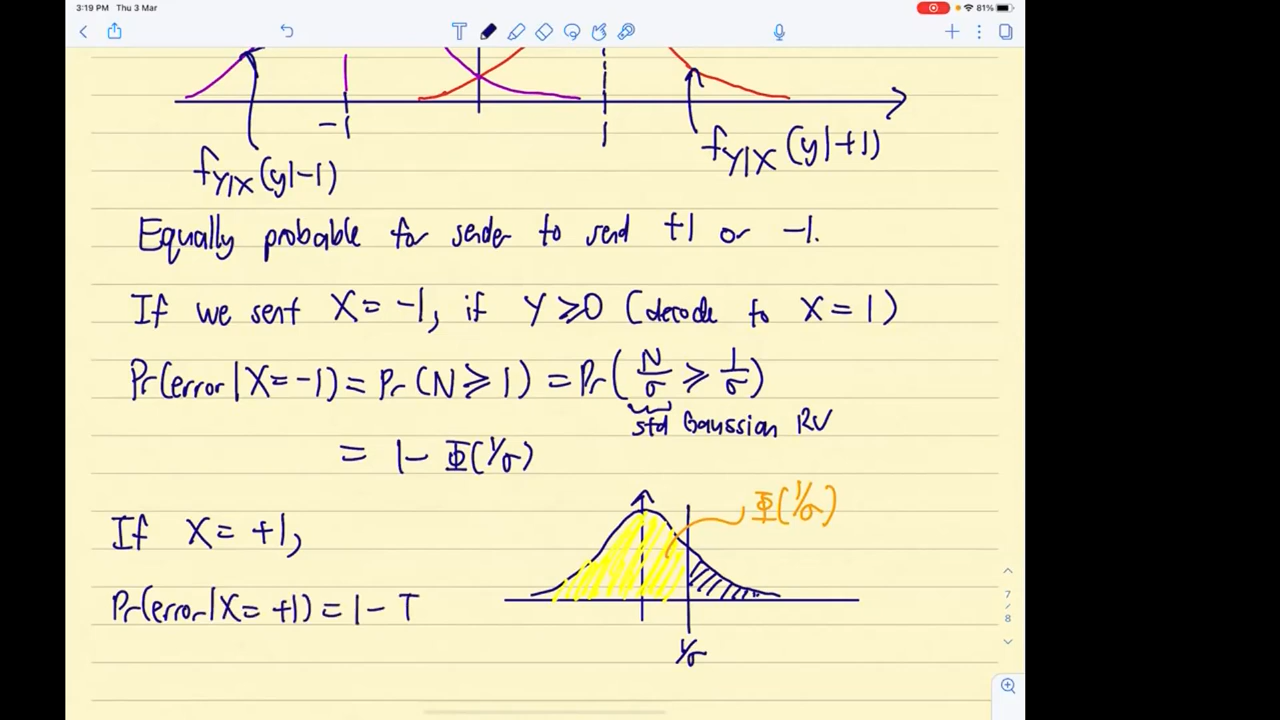 3:19 PM Thu 3 Mar
81%
-1
1
f_{Y|X}(y|-1)
f_{Y|X}(y|+1)
Equally probable for sender to send +1 or -1.
If we sent X = -1, if Y ≥ 0 (decode to X = 1)
Pr(error | X = -1) = Pr(N ≥ 1) = Pr(N/σ ≥ 1/σ)
std Gaussian RV
= 1 - Φ(1/σ)
Φ(1/σ)
If X = +1,
Pr(error | X = +1) = 1 - T
1/σ
7
/
8